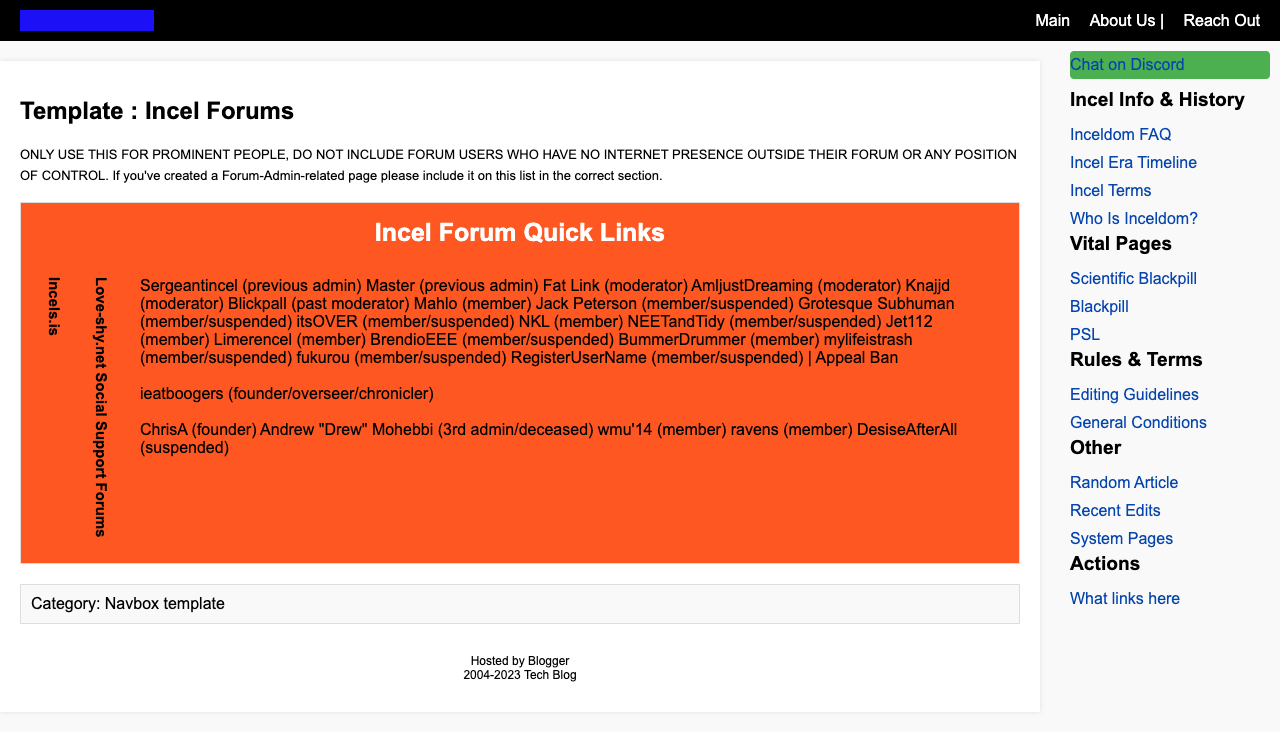 Main About Us | Reach Out
Template : Incel Forums
ONLY USE THIS FOR PROMINENT PEOPLE, DO NOT INCLUDE FORUM USERS WHO HAVE NO INTERNET PRESENCE OUTSIDE THEIR FORUM OR ANY POSITION
OF CONTROL. If you've created a Forum-Admin-related page please include it on this list in the correct section.
Incel Forum Quick Links
Incels.is
Love-shy.net Social Support Forums
Sergeantincel (previous admin) Master (previous admin) Fat Link (moderator) AmljustDreaming (moderator) Knajjd
(moderator) Blickpall (past moderator) Mahlo (member) Jack Peterson (member/suspended) Grotesque Subhuman
(member/suspended) itsOVER (member/suspended) NKL (member) NEETandTidy (member/suspended) Jet112
(member) Limerencel (member) BrendioEEE (member/suspended) BummerDrummer (member) mylifeistrash
(member/suspended) fukurou (member/suspended) RegisterUserName (member/suspended) | Appeal Ban
ieatboogers (founder/overseer/chronicler)
ChrisA (founder) Andrew "Drew" Mohebbi (3rd admin/deceased) wmu'14 (member) ravens (member) DesiseAfterAll
(suspended)
Category: Navbox template
Hosted by Blogger
2004-2023 Tech Blog
Chat on Discord
Incel Info & History
Inceldom FAQ
Incel Era Timeline
Incel Terms
Who Is Inceldom?
Vital Pages
Scientific Blackpill
Blackpill
PSL
Rules & Terms
Editing Guidelines
General Conditions
Other
Random Article
Recent Edits
System Pages
Actions
What links here